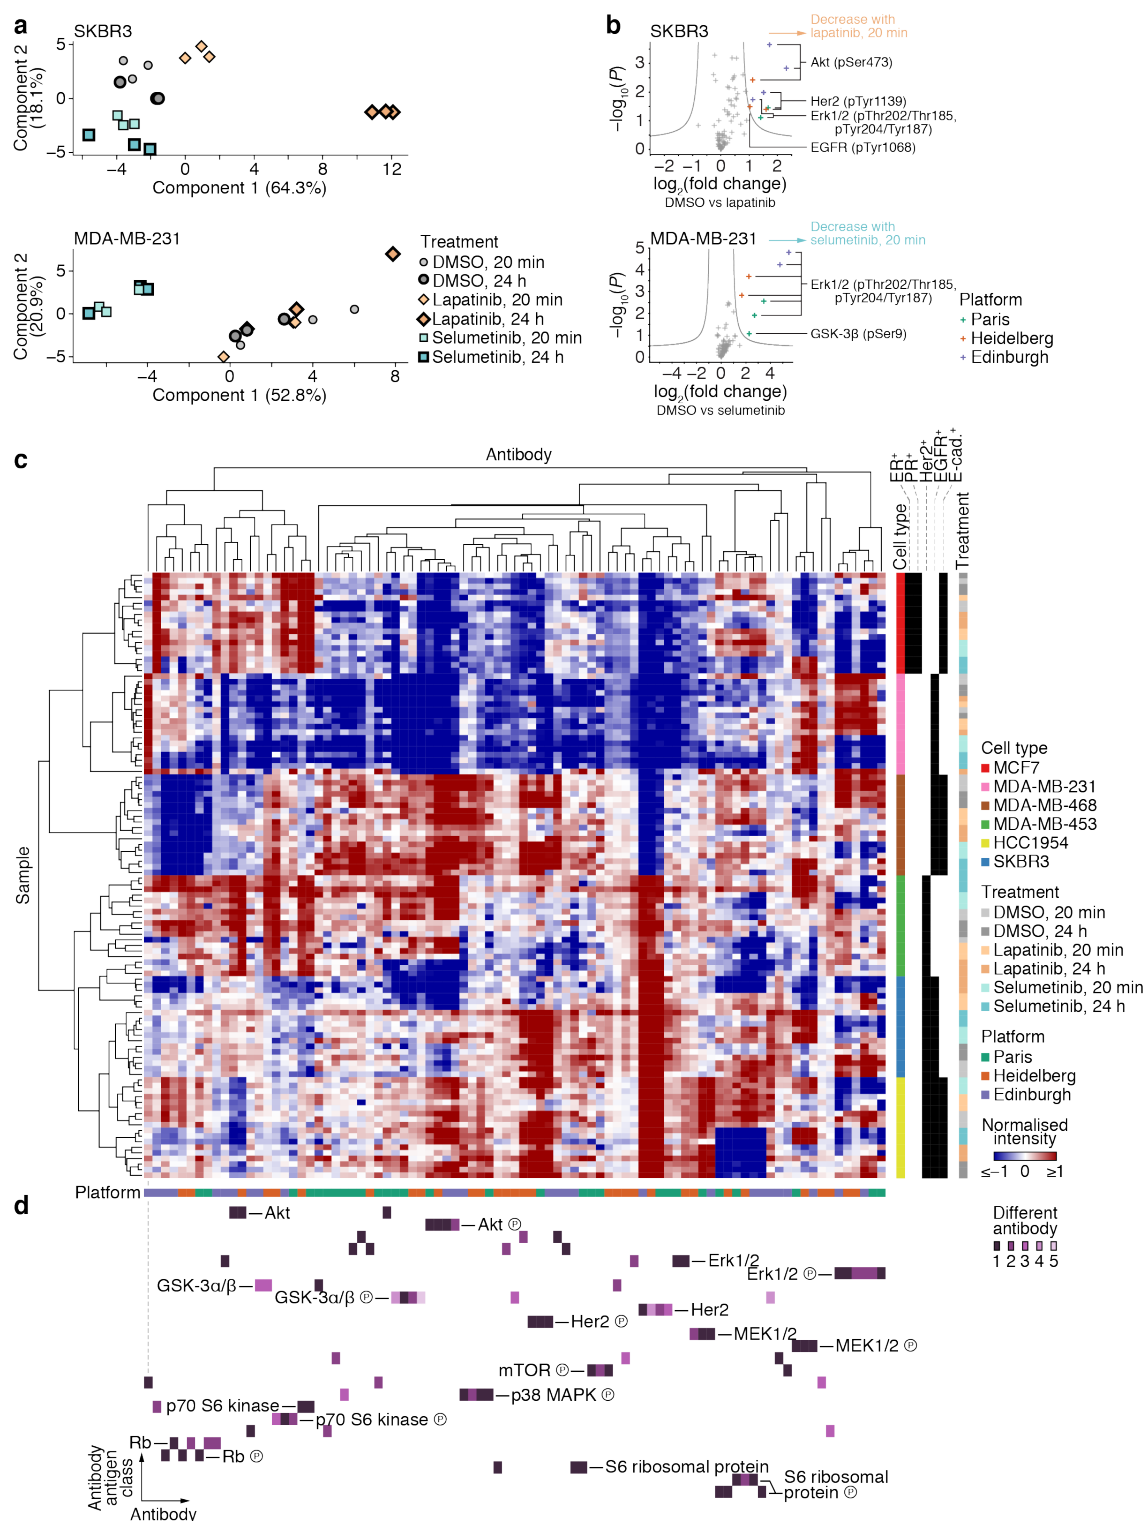 a
SKBR3
Component 2
(18.1%)
5
0
−5
−4
0
4
8
12
Component 1 (64.3%)
MDA-MB-231
Component 2
(20.9%)
5
0
−5
−4
0
4
8
Component 1 (52.8%)
Treatment
DMSO, 20 min
DMSO, 24 h
Lapatinib, 20 min
Lapatinib, 24 h
Selumetinib, 20 min
Selumetinib, 24 h
b
SKBR3
Decrease with
lapatinib, 20 min
−log10(P)
3
2
1
0
−2
−1
0
1
2
log2(fold change)
DMSO vs lapatinib
Akt (pSer473)
Her2 (pTyr1139)
Erk1/2 (pThr202/Thr185,
pTyr204/Tyr187)
EGFR (pTyr1068)
MDA-MB-231
Decrease with
selumetinib, 20 min
−log10(P)
5
4
3
2
1
0
−4
−2
0
2
4
log2(fold change)
DMSO vs selumetinib
Erk1/2 (pThr202/Thr185,
pTyr204/Tyr187)
GSK-3β (pSer9)
Platform
Paris
Heidelberg
Edinburgh
c
Antibody
Sample
Cell type
ER+
PR+
Her2+
EGFR+
E-cad.+
Treatment
Cell type
MCF7
MDA-MB-231
MDA-MB-468
MDA-MB-453
HCC1954
SKBR3
Treatment
DMSO, 20 min
DMSO, 24 h
Lapatinib, 20 min
Lapatinib, 24 h
Selumetinib, 20 min
Selumetinib, 24 h
Platform
Paris
Heidelberg
Edinburgh
Normalised
intensity
≤−1 0 ≥1
Platform
d
Akt
Akt Ⓟ
Erk1/2
Erk1/2 Ⓟ
GSK-3α/β
GSK-3α/β Ⓟ
Her2
Her2 Ⓟ
MEK1/2
MEK1/2 Ⓟ
mTOR Ⓟ
p38 MAPK Ⓟ
p70 S6 kinase
p70 S6 kinase Ⓟ
Rb
Rb Ⓟ
S6 ribosomal protein
S6 ribosomal
protein Ⓟ
Antibody
antigen
class
Antibody
Different
antibody
1 2 3 4 5